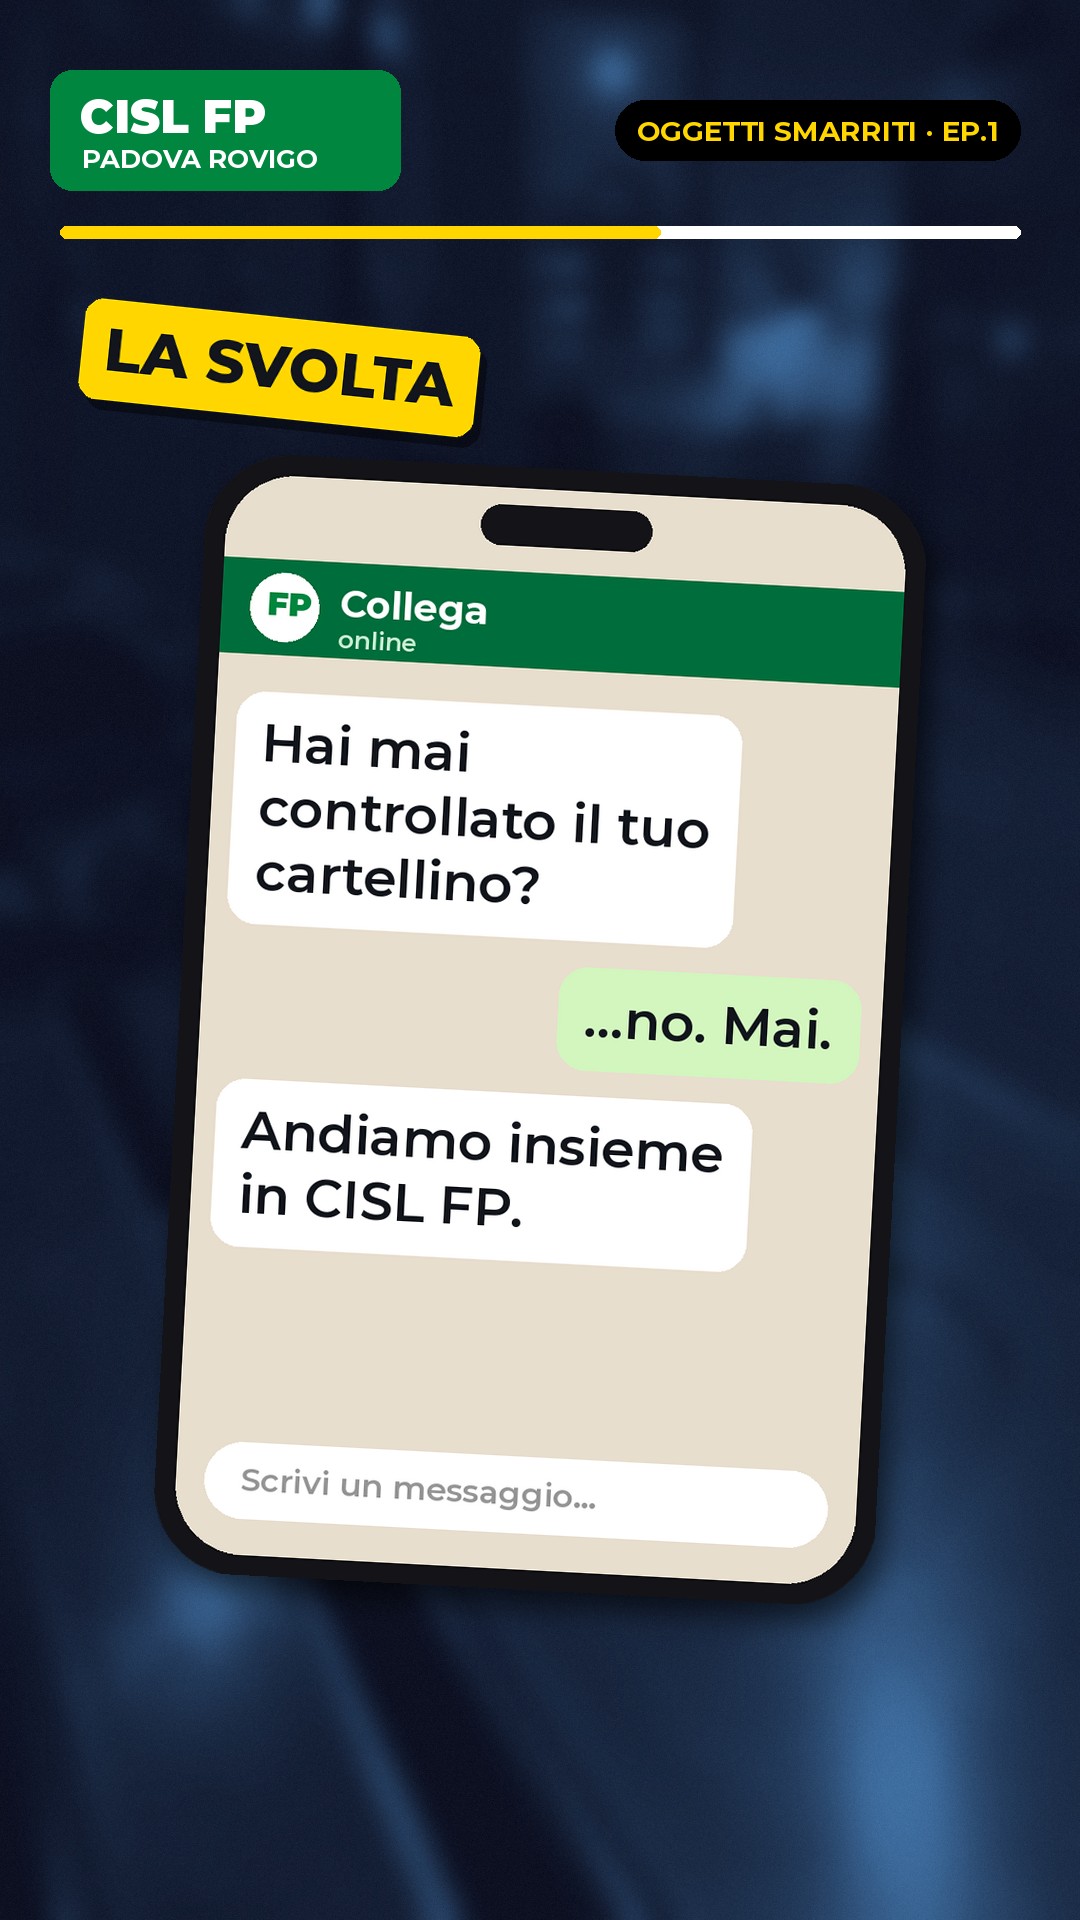 CISL FP
PADOVA ROVIGO
OGGETTI SMARRITI · EP.1
LA SVOLTA
FP
Collega
online
Hai mai
controllato il tuo
cartellino?
...no. Mai.
Andiamo insieme
in CISL FP.
Scrivi un messaggio...